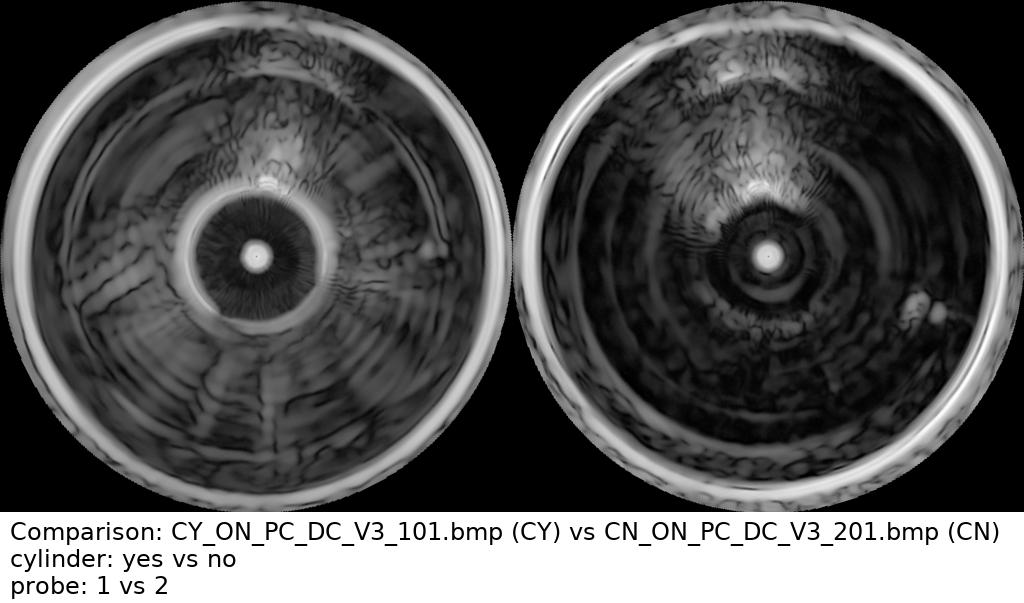 Comparison: CY_ON_PC_DC_V3_101.bmp (CY) vs CN_ON_PC_DC_V3_201.bmp (CN)
cylinder: yes vs no
probe: 1 vs 2